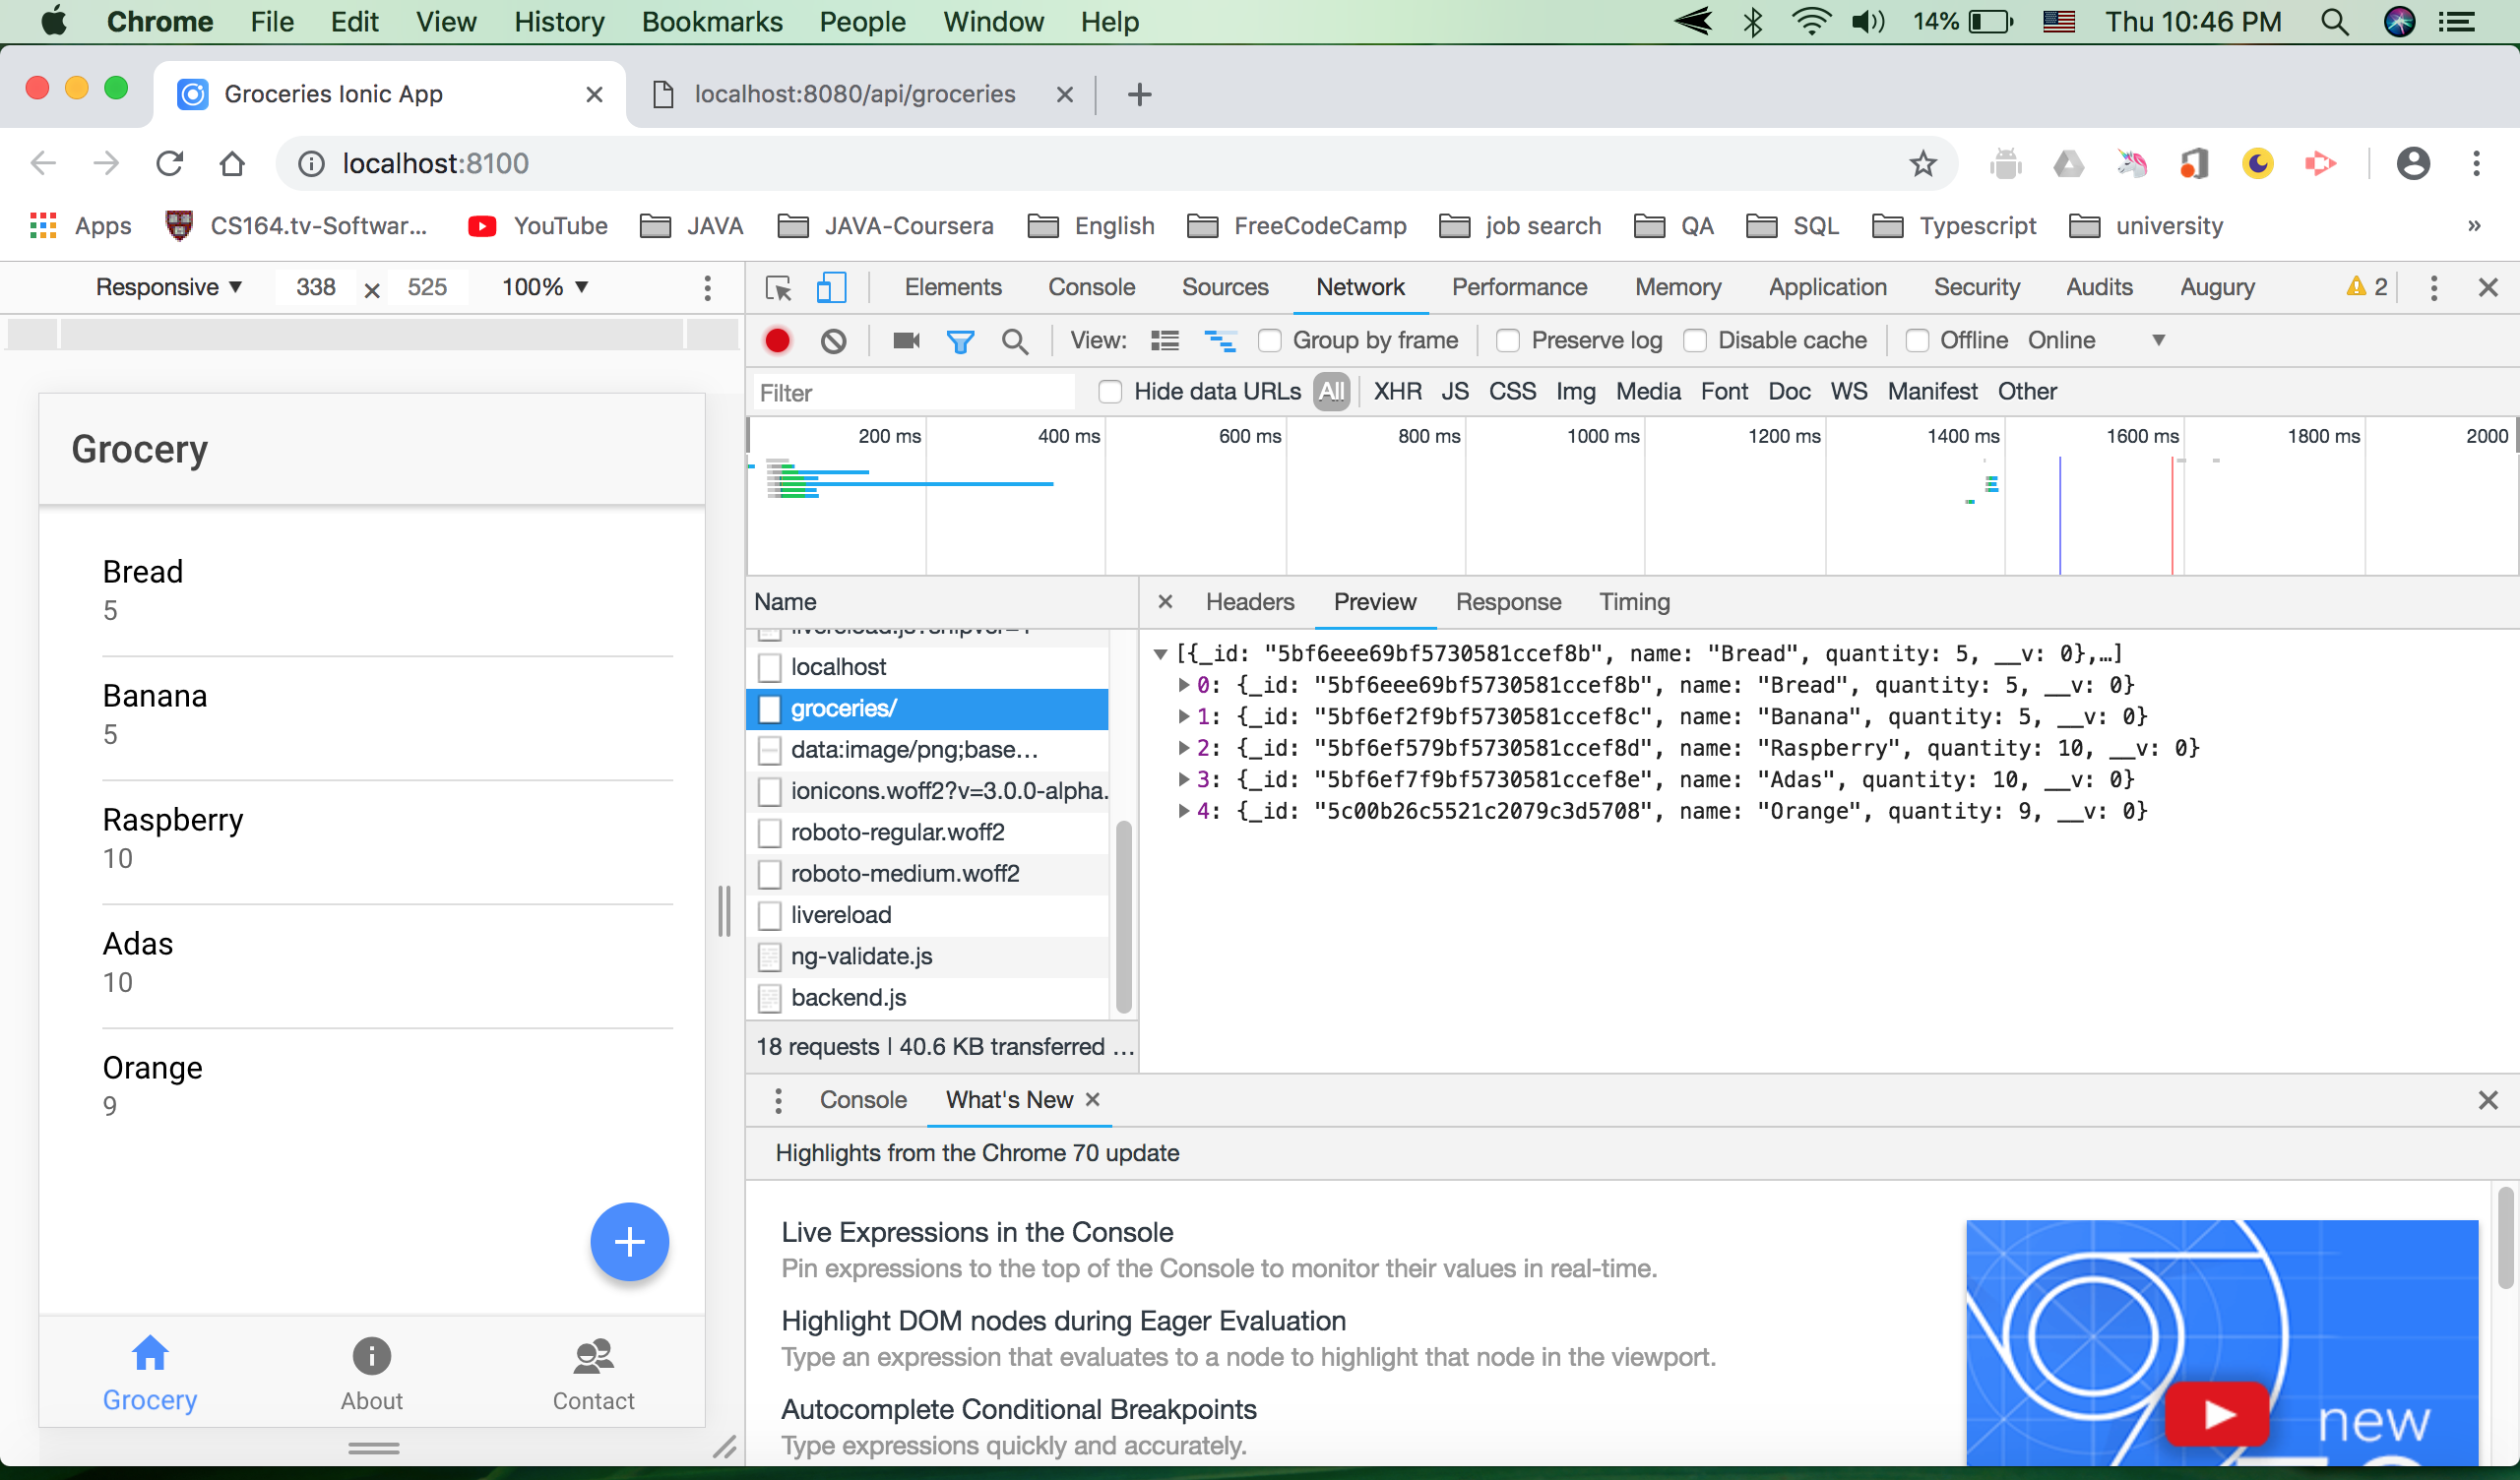 Chrome File Edit View History Bookmarks People Window Help 14% Thu 10:46 PM
Groceries Ionic App localhost:8080/api/groceries
localhost:8100
Apps CS164.tv-Softwar... YouTube JAVA JAVA-Coursera English FreeCodeCamp job search QA SQL Typescript university »
Responsive ▼ 338 × 525 100% ▼
Elements Console Sources Network Performance Memory Application Security Audits Augury 2
View: Group by frame Preserve log Disable cache Offline Online ▼
Filter Hide data URLs All XHR JS CSS Img Media Font Doc WS Manifest Other
200 ms 400 ms 600 ms 800 ms 1000 ms 1200 ms 1400 ms 1600 ms 1800 ms 2000
Grocery
Bread
5
Banana
5
Raspberry
10
Adas
10
Orange
9
Grocery About Contact
Name
localhost
groceries/
data:image/png;base...
ionicons.woff2?v=3.0.0-alpha.
roboto-regular.woff2
roboto-medium.woff2
livereload
ng-validate.js
backend.js
18 requests | 40.6 KB transferred ...
Headers Preview Response Timing
[{_id: "5bf6eee69bf5730581ccef8b", name: "Bread", quantity: 5, __v: 0},…]
0: {_id: "5bf6eee69bf5730581ccef8b", name: "Bread", quantity: 5, __v: 0}
1: {_id: "5bf6ef2f9bf5730581ccef8c", name: "Banana", quantity: 5, __v: 0}
2: {_id: "5bf6ef579bf5730581ccef8d", name: "Raspberry", quantity: 10, __v: 0}
3: {_id: "5bf6ef7f9bf5730581ccef8e", name: "Adas", quantity: 10, __v: 0}
4: {_id: "5c00b26c5521c2079c3d5708", name: "Orange", quantity: 9, __v: 0}
Console What's New
Highlights from the Chrome 70 update
Live Expressions in the Console
Pin expressions to the top of the Console to monitor their values in real-time.
Highlight DOM nodes during Eager Evaluation
Type an expression that evaluates to a node to highlight that node in the viewport.
Autocomplete Conditional Breakpoints
Type expressions quickly and accurately.
new